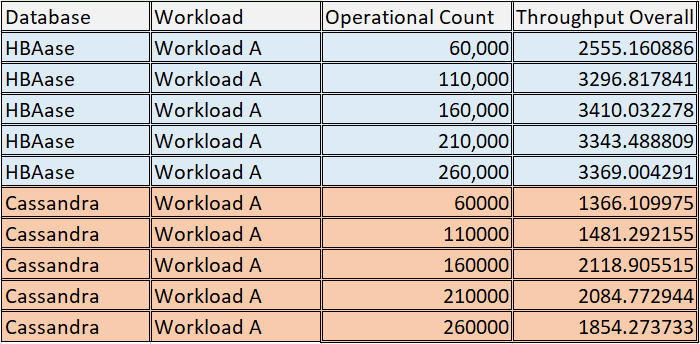 Database Workload Operational Count Throughput Overall
HBAase Workload A 60,000 2555.160886
HBAase Workload A 110,000 3296.817841
HBAase Workload A 160,000 3410.032278
HBAase Workload A 210,000 3343.488809
HBAase Workload A 260,000 3369.004291
Cassandra Workload A 60000 1366.109975
Cassandra Workload A 110000 1481.292155
Cassandra Workload A 160000 2118.905515
Cassandra Workload A 210000 2084.772944
Cassandra Workload A 260000 1854.273733